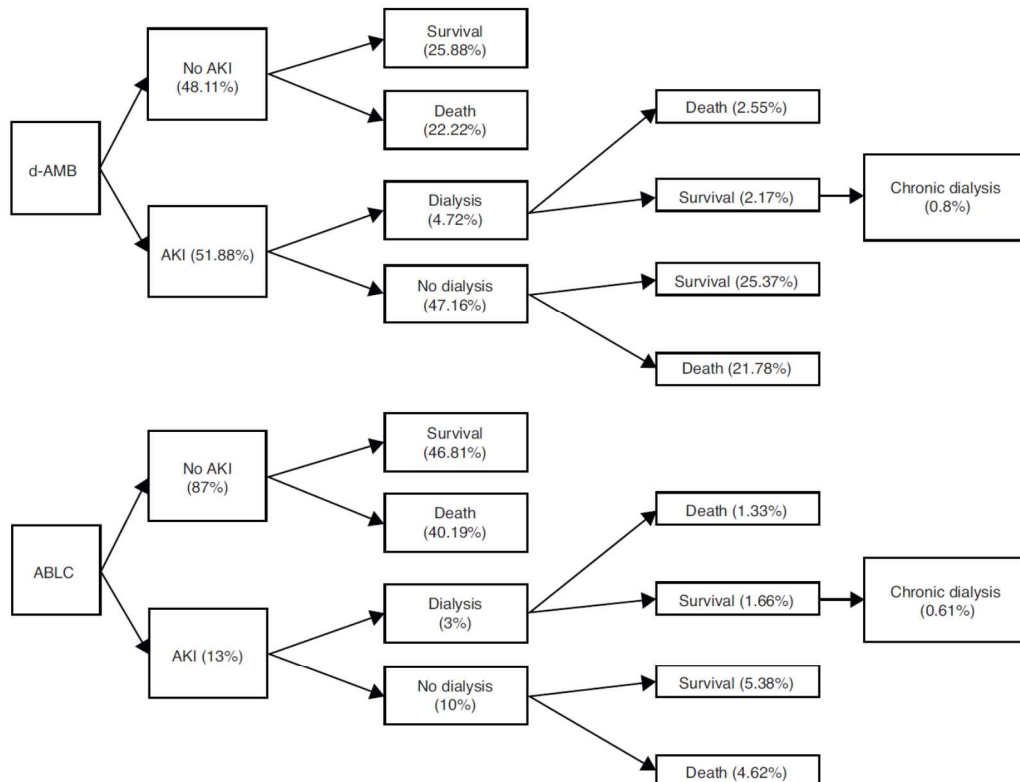 d-AMB
No AKI
(48.11%)
Survival
(25.88%)
Death
(22.22%)
AKI (51.88%)
Dialysis
(4.72%)
No dialysis
(47.16%)
Death (2.55%)
Survival (2.17%)
Chronic dialysis
(0.8%)
Survival (25.37%)
Death (21.78%)
ABLC
No AKI
(87%)
Survival
(46.81%)
Death
(40.19%)
AKI (13%)
Dialysis
(3%)
No dialysis
(10%)
Death (1.33%)
Survival (1.66%)
Chronic dialysis
(0.61%)
Survival (5.38%)
Death (4.62%)